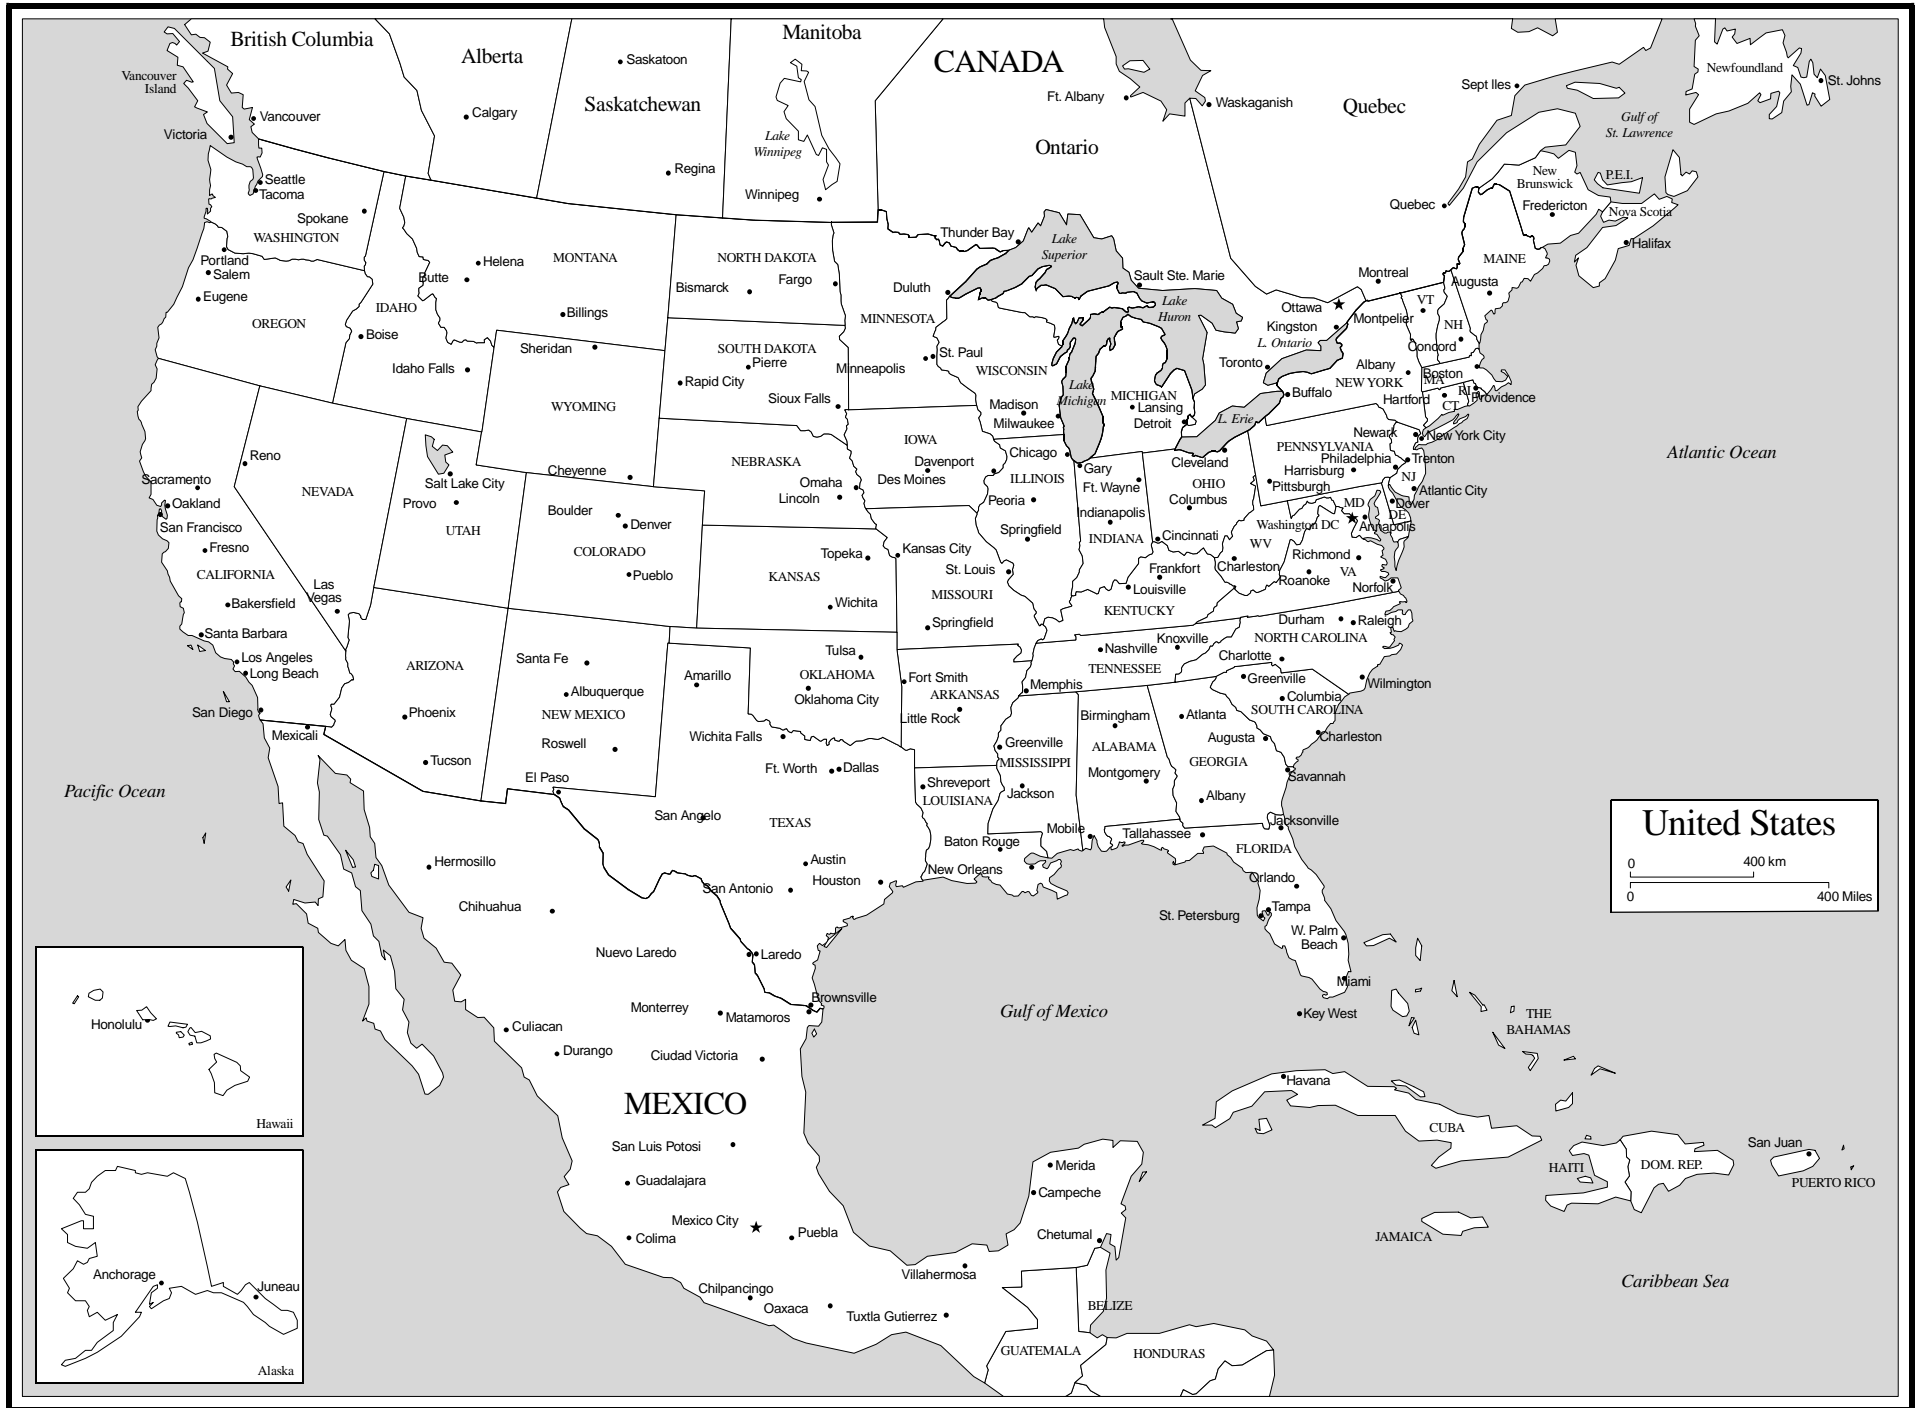 British Columbia
Alberta
Manitoba
CANADA
Saskatoon
Saskatchewan
Calgary
Regina
Lake
Winnipeg
Winnipeg
Ft. Albany
Waskaganish
Ontario
Quebec
Sept Iles
Newfoundland
St. Johns
Gulf of
St. Lawrence
Vancouver
Island
Vancouver
Victoria
New
Brunswick
P.E.I.
Fredericton
Nova Scotia
Halifax
Quebec
Montreal
Ottawa
Kingston
Toronto
Thunder Bay
Sault Ste. Marie
Lake
Superior
Lake
Huron
L. Ontario
L. Erie
Lake
Michigan
Seattle
Tacoma
Spokane
WASHINGTON
Portland
Salem
Eugene
OREGON
IDAHO
Boise
Idaho Falls
Helena
Butte
MONTANA
Billings
NORTH DAKOTA
Bismarck
Fargo
SOUTH DAKOTA
Pierre
Rapid City
Sioux Falls
Duluth
MINNESOTA
Minneapolis
St. Paul
WISCONSIN
Madison
Milwaukee
MICHIGAN
Lansing
Detroit
Sheridan
WYOMING
Cheyenne
NEBRASKA
Omaha
Lincoln
IOWA
Davenport
Des Moines
Chicago
ILLINOIS
Peoria
Springfield
Gary
Ft. Wayne
Indianapolis
INDIANA
Cleveland
OHIO
Columbus
Cincinnati
MAINE
Augusta
VT
Montpelier
NH
Concord
Albany
NEW YORK
Buffalo
Boston
MA
Hartford
CT
RI
Providence
Newark
New York City
PENNSYLVANIA
Philadelphia
Trenton
Harrisburg
Pittsburgh
NJ
Atlantic City
MD
Dover
DE
Annapolis
Washington DC
WV
Charleston
Richmond
VA
Roanoke
Norfolk
Atlantic Ocean
Reno
Sacramento
Oakland
San Francisco
Fresno
CALIFORNIA
Bakersfield
Santa Barbara
Los Angeles
Long Beach
San Diego
Mexicali
NEVADA
Las
Vegas
Salt Lake City
Provo
UTAH
Boulder
Denver
COLORADO
Pueblo
Topeka
KANSAS
Wichita
Kansas City
St. Louis
MISSOURI
Springfield
Frankfort
Louisville
KENTUCKY
Durham
Raleigh
NORTH CAROLINA
Charlotte
Wilmington
Knoxville
Nashville
TENNESSEE
Memphis
ARIZONA
Phoenix
Tucson
Santa Fe
Albuquerque
NEW MEXICO
Roswell
El Paso
Amarillo
Tulsa
OKLAHOMA
Oklahoma City
Fort Smith
ARKANSAS
Little Rock
Wichita Falls
Ft. Worth
Dallas
San Angelo
TEXAS
Austin
San Antonio
Houston
Laredo
Brownsville
Shreveport
LOUISIANA
Baton Rouge
New Orleans
Greenville
MISSISSIPPI
Jackson
Birmingham
ALABAMA
Montgomery
Mobile
Greenville
Columbia
SOUTH CAROLINA
Charleston
Atlanta
Augusta
GEORGIA
Savannah
Albany
Tallahassee
Jacksonville
FLORIDA
Orlando
Tampa
St. Petersburg
W. Palm
Beach
Miami
Key West
Pacific Ocean
Gulf of Mexico
United States
0
400 km
0
400 Miles
Hermosillo
Chihuahua
Nuevo Laredo
Monterrey
Matamoros
Culiacan
Durango
Ciudad Victoria
MEXICO
San Luis Potosi
Guadalajara
Mexico City
Colima
Puebla
Chilpancingo
Oaxaca
Tuxtla Gutierrez
Villahermosa
Merida
Campeche
Chetumal
BELIZE
GUATEMALA
HONDURAS
THE
BAHAMAS
Havana
CUBA
HAITI
DOM. REP.
San Juan
PUERTO RICO
JAMAICA
Caribbean Sea
Honolulu
Hawaii
Anchorage
Juneau
Alaska